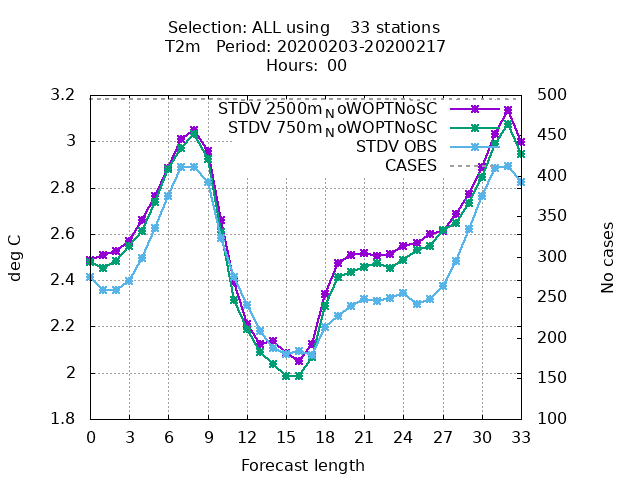 Selection: ALL using    33 stations
T2m   Period: 20200203-20200217
Hours: 00
3.2 500
STDV 2500m_NoWOPTNoSC
STDV 750m_NoWOPTNoSC
STDV OBS
CASES
3 450
2.8 400
350
2.6 300
deg C
No cases
2.4 250
2.2 200
2 150
1.8 100
0 3 6 9 12 15 18 21 24 27 30 33
Forecast length